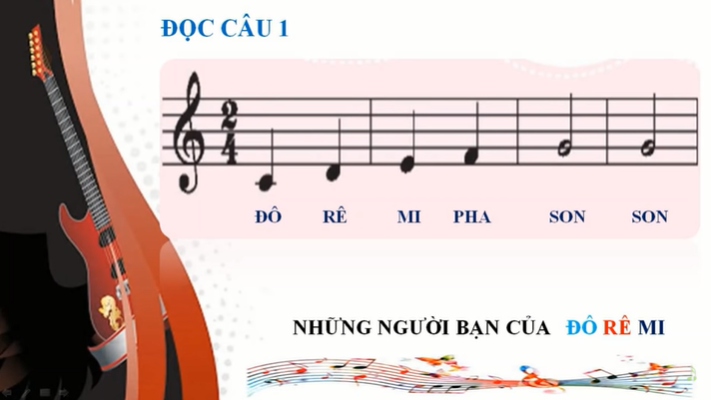 ĐỌC CÂU 1
2
4
ĐÔ RÊ MI PHA SON SON
NHỮNG NGƯỜI BẠN CỦA ĐÔ RÊ MI